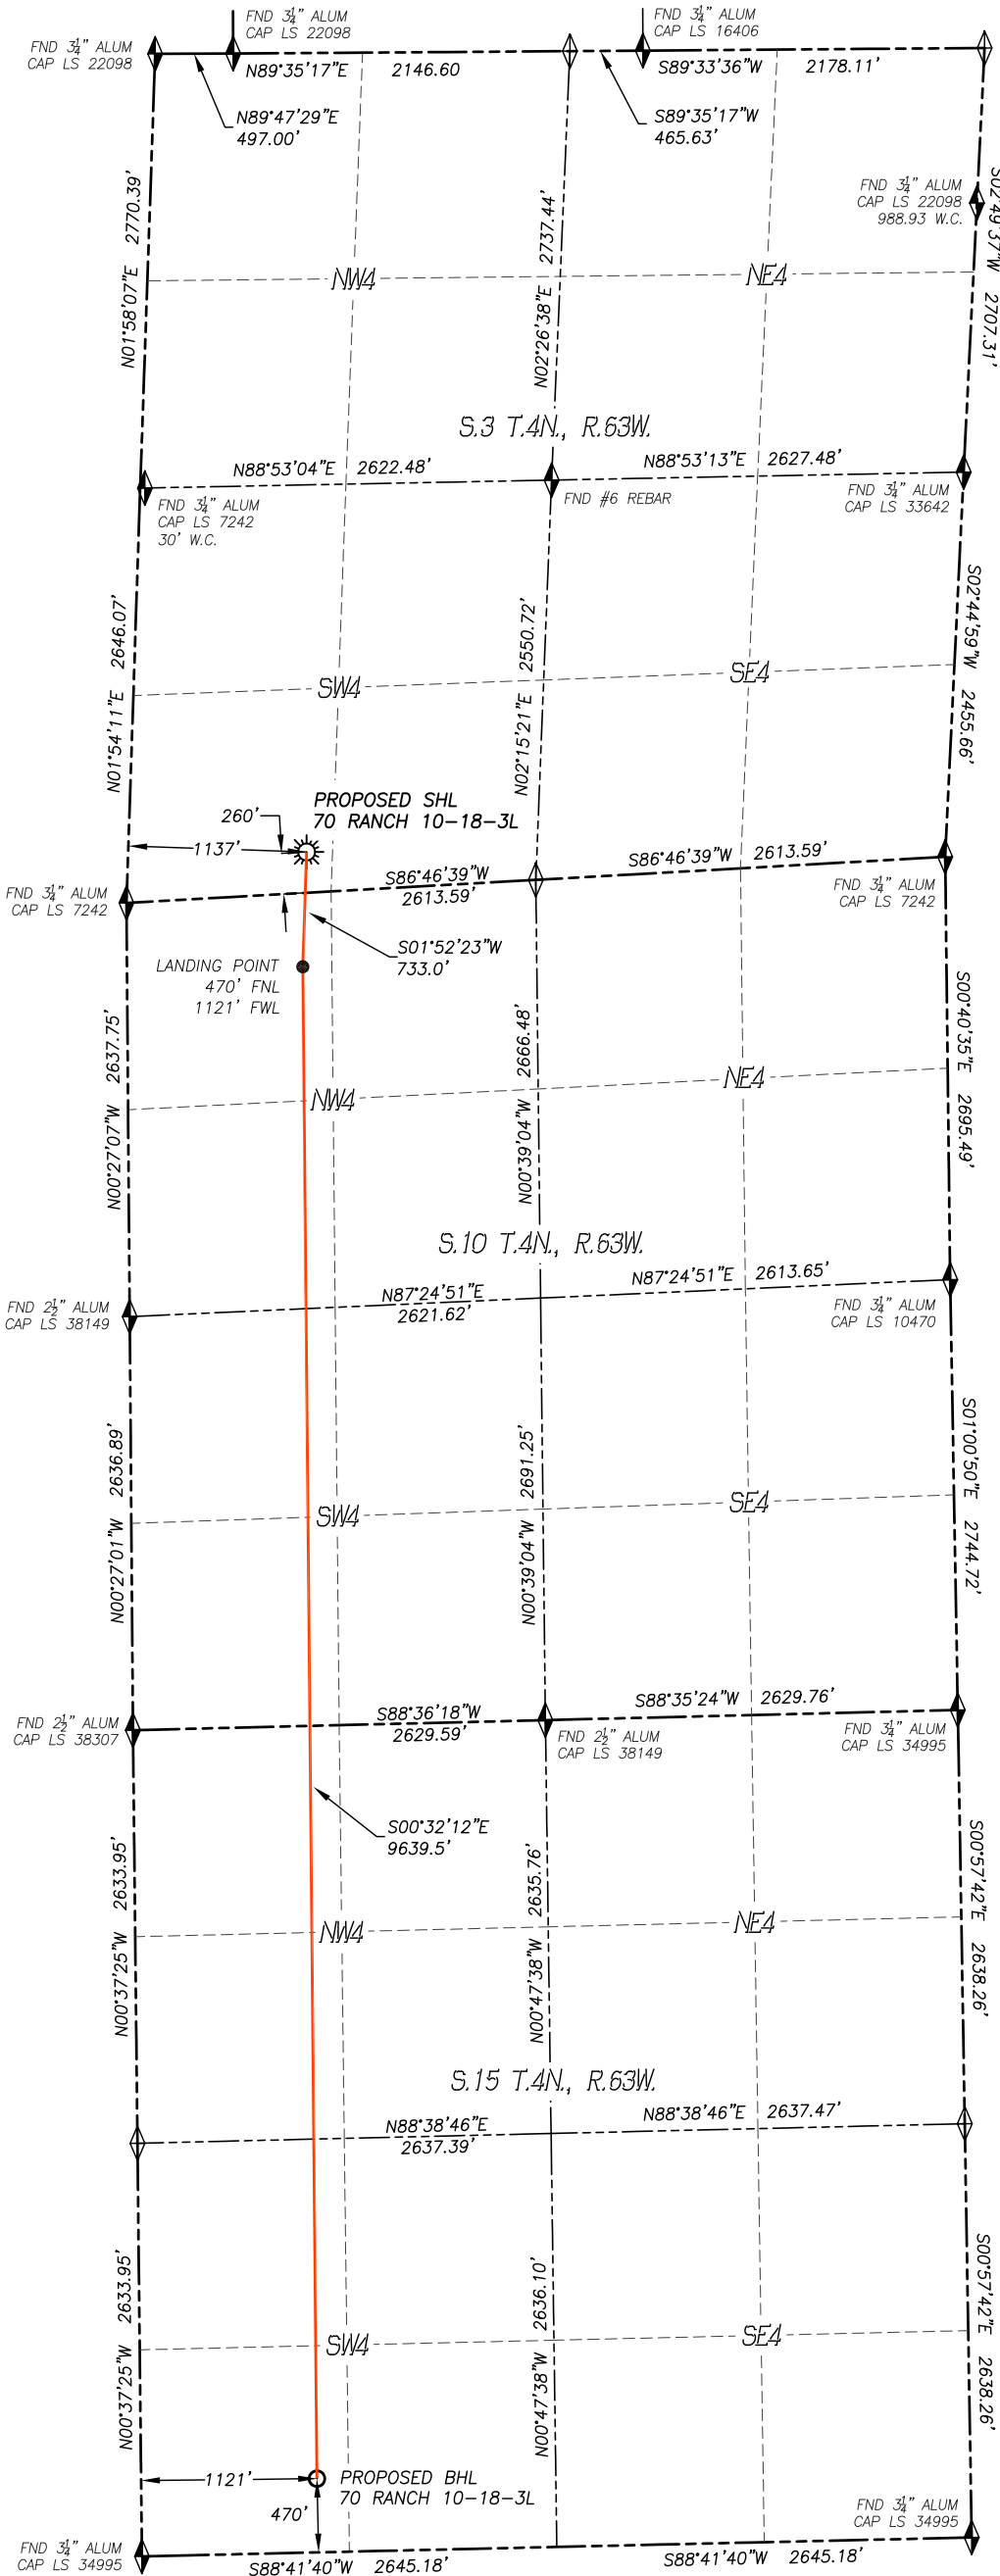 FND 3¼" ALUM
CAP LS 22098
FND 3¼" ALUM
CAP LS 22098
FND 3¼" ALUM
CAP LS 16406
N89°35'17"E 2146.60
S89°33'36"W 2178.11'
N89°47'29"E
497.00'
S89°35'17"W
465.63'
N01°58'07"E 2770.39'
N02°26'38"E 2737.44'
FND 3¼" ALUM
CAP LS 22098
988.93 W.C.
S02°49'37"W 2707.31'
NW4
NE4
S.3 T.4N., R.63W.
N88°53'04"E 2622.48'
N88°53'13"E 2627.48'
FND 3¼" ALUM
CAP LS 7242
30' W.C.
FND #6 REBAR
FND 3¼" ALUM
CAP LS 33642
N01°54'11"E 2646.07'
N02°15'21"E 2550.72'
S02°44'59"W 2455.66'
SW4
SE4
PROPOSED SHL
70 RANCH 10-18-3L
260'
1137'
S86°46'39"W
2613.59'
S86°46'39"W 2613.59'
FND 3¼" ALUM
CAP LS 7242
FND 3¼" ALUM
CAP LS 7242
S01°52'23"W
733.0'
LANDING POINT
470' FNL
1121' FWL
N00°27'07"W 2637.75'
N00°39'04"W 2666.48'
S00°40'35"E 2695.49'
NW4
NE4
S.10 T.4N., R.63W.
N87°24'51"E
2621.62'
N87°24'51"E 2613.65'
FND 2½" ALUM
CAP LS 38149
FND 3¼" ALUM
CAP LS 10470
N00°27'01"W 2636.89'
N00°39'04"W 2691.25'
S01°00'50"E 2744.72'
SW4
SE4
S88°36'18"W
2629.59'
S88°35'24"W 2629.76'
FND 2½" ALUM
CAP LS 38307
FND 2½" ALUM
CAP LS 38149
FND 3¼" ALUM
CAP LS 34995
S00°32'12"E
9639.5'
N00°37'25"W 2633.95'
N00°47'38"W 2635.76'
S00°57'42"E 2638.26'
NW4
NE4
S.15 T.4N., R.63W.
N88°38'46"E
2637.39'
N88°38'46"E 2637.47'
N00°37'25"W 2633.95'
N00°47'38"W 2636.10'
S00°57'42"E 2638.26'
SW4
SE4
1121'
PROPOSED BHL
70 RANCH 10-18-3L
470'
FND 3¼" ALUM
CAP LS 34995
FND 3¼" ALUM
CAP LS 34995
S88°41'40"W 2645.18'
S88°41'40"W 2645.18'